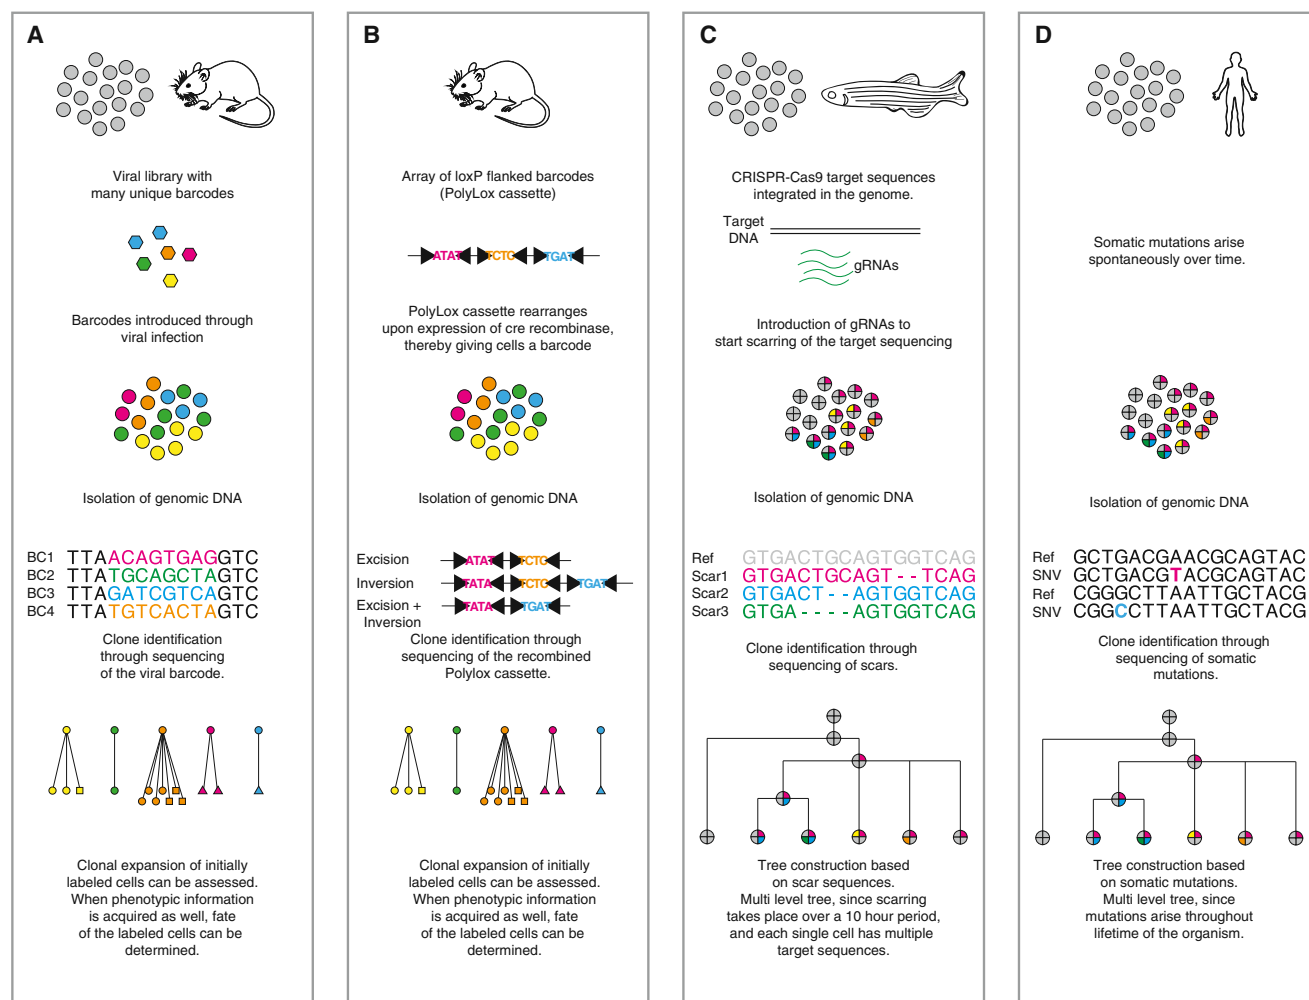 A
Viral library with
many unique barcodes
Barcodes introduced through
viral infection
Isolation of genomic DNA
BC1 TTAACAGTGAGGTC
BC2 TTATGCAGCTAGTC
BC3 TTAGATCGTCAGTC
BC4 TTATGTCACTAGTC
Clone identification
through sequencing
of the viral barcode.
Clonal expansion of initially
labeled cells can be assessed.
When phenotypic information
is acquired as well, fate
of the labeled cells can be
determined.
B
Array of loxP flanked barcodes
(PolyLox cassette)
ATAT TCTG TGAT
PolyLox cassette rearranges
upon expression of cre recombinase,
thereby giving cells a barcode
Isolation of genomic DNA
Excision ATAT TCTG
Inversion TATA TCTG TGAT
Excision + TATA TGAT
Inversion
Clone identification through
sequencing of the recombined
Polylox cassette.
Clonal expansion of initially
labeled cells can be assessed.
When phenotypic information
is acquired as well, fate
of the labeled cells can be
determined.
C
CRISPR-Cas9 target sequences
integrated in the genome.
Target
DNA
gRNAs
Introduction of gRNAs to
start scarring of the target sequencing
Isolation of genomic DNA
Ref GTGACTGCAGTGGTCAG
Scar1 GTGACTGCAGT--TCAG
Scar2 GTGACT--AGTGGTCAG
Scar3 GTGA----AGTGGTCAG
Clone identification through
sequencing of scars.
Tree construction based
on scar sequences.
Multi level tree, since scarring
takes place over a 10 hour period,
and each single cell has multiple
target sequences.
D
Somatic mutations arise
spontaneously over time.
Isolation of genomic DNA
Ref GCTGACGAACGCAGTAC
SNV GCTGACGTACGCAGTAC
Ref CGGGCTTAATTGCTACG
SNV CGGCCTTAATTGCTACG
Clone identification through
sequencing of somatic
mutations.
Tree construction based
on somatic mutations.
Multi level tree, since
mutations arise throughout
lifetime of the organism.